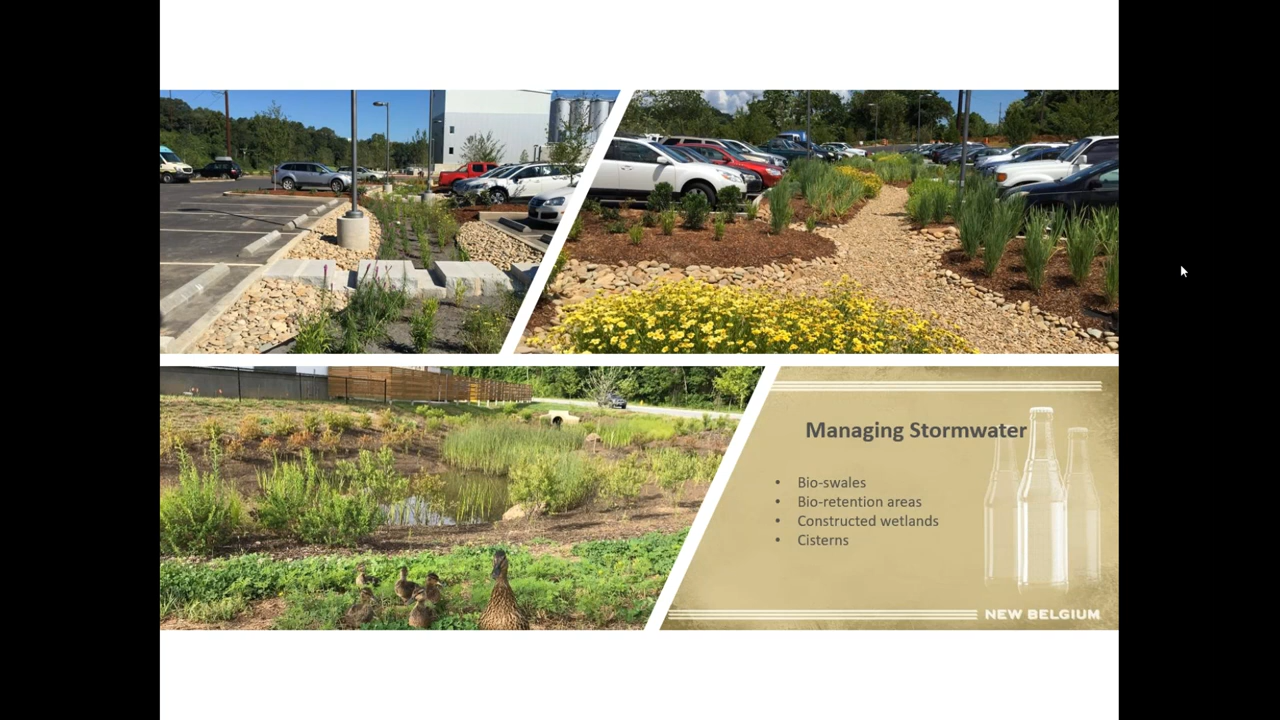 Managing Stormwater
• Bio-swales
• Bio-retention areas
• Constructed wetlands
• Cisterns
NEW BELGIUM